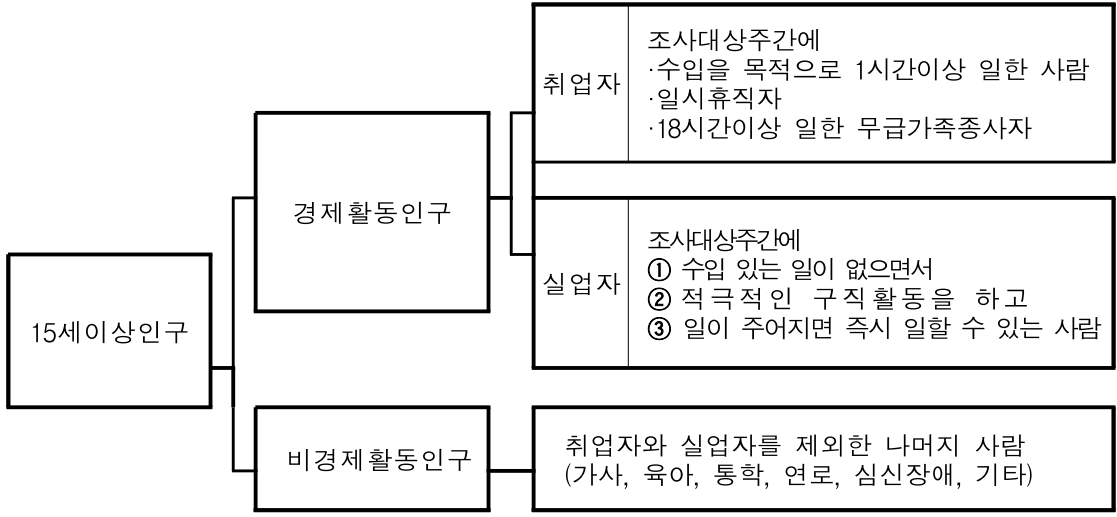 15세이상인구
경제활동인구
취업자
조사대상주간에
·수입을 목적으로 1시간이상 일한 사람
·일시휴직자
·18시간이상 일한 무급가족종사자
실업자
조사대상주간에
① 수입 있는 일이 없으면서
② 적극적인 구직활동을 하고
③ 일이 주어지면 즉시 일할 수 있는 사람
비경제활동인구
취업자와 실업자를 제외한 나머지 사람
(가사, 육아, 통학, 연로, 심신장애, 기타)